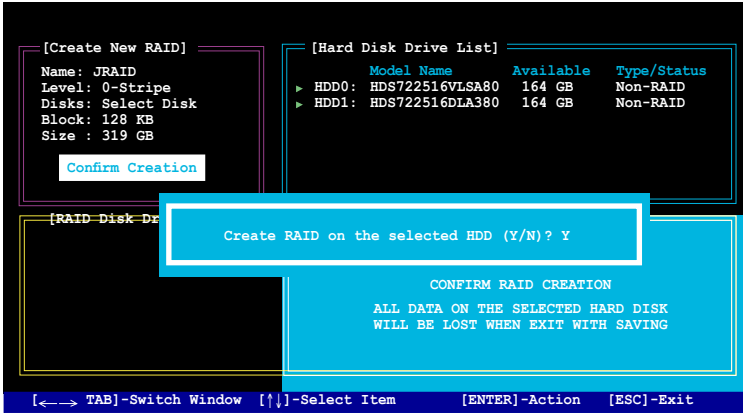 [Create New RAID]
Name: JRAID
Level: 0-Stripe
Disks: Select Disk
Block: 128 KB
Size : 319 GB
Confirm Creation
[Hard Disk Drive List]
Model Name Available Type/Status
HDD0: HDS722516VLSA80 164 GB Non-RAID
HDD1: HDS722516DLA380 164 GB Non-RAID
[RAID Disk Dr
Create RAID on the selected HDD (Y/N)? Y
CONFIRM RAID CREATION
ALL DATA ON THE SELECTED HARD DISK
WILL BE LOST WHEN EXIT WITH SAVING
[←→ TAB]-Switch Window [↑↓]-Select Item [ENTER]-Action [ESC]-Exit